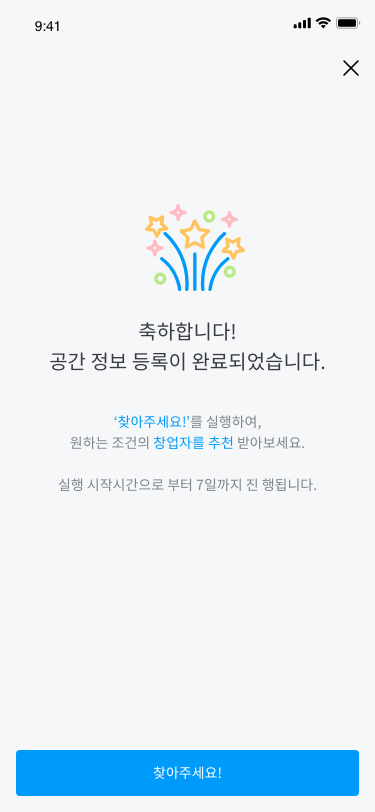 9:41
축하합니다!
공간 정보 등록이 완료되었습니다.
‘찾아주세요!’를 실행하여,
원하는 조건의 창업자를 추천 받아보세요.
실행 시작시간으로 부터 7일까지 진 행됩니다.
찾아주세요!